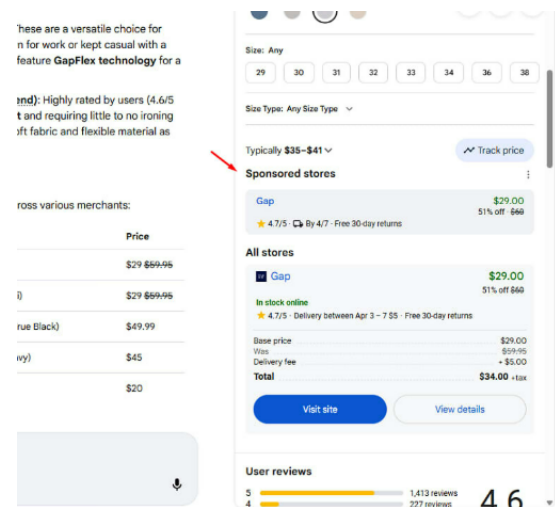 These are a versatile choice for
n for work or kept casual with a
feature GapFlex technology for a
end): Highly rated by users (4.6/5
t and requiring little to no ironing
oft fabric and flexible material as
ross various merchants:
Price
$29 $59.95
i) $29 $59.95
rue Black) $49.99
vy) $45
$20
Size: Any
29 30 31 32 33 34 36 38
Size Type: Any Size Type
Typically $35–$41
Track price
Sponsored stores
Gap $29.00
51% off $60
4.7/5 · By 4/7 · Free 30-day returns
All stores
Gap $29.00
51% off $60
In stock online
4.7/5 · Delivery between Apr 3 – 7 $5 · Free 30-day returns
Base price $29.00
Was $59.95
Delivery fee + $5.00
Total $34.00 +tax
Visit site View details
User reviews
5 1,413 reviews
4 227 reviews
4.6